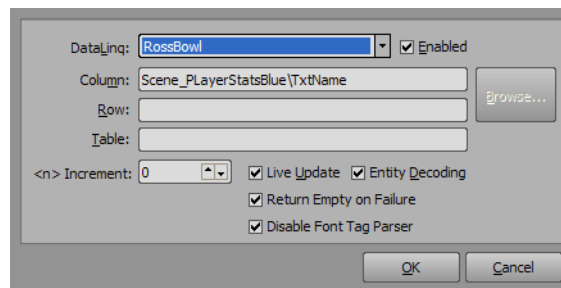 DataLinq: RossBowl Enabled
Column: Scene_PLayerStatsBlue\TxtName
Browse...
Row:
Table:
<n> Increment: 0 Live Update Entity Decoding
Return Empty on Failure
Disable Font Tag Parser
OK Cancel